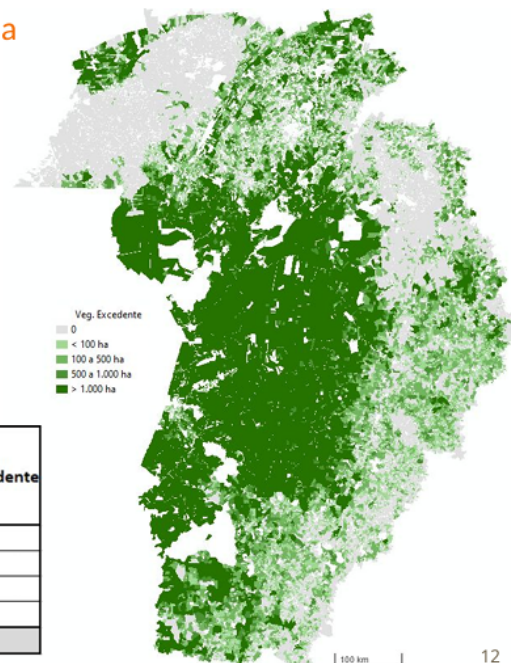 a
Veg. Excedente
0
< 100 ha
100 a 500 ha
500 a 1.000 ha
> 1.000 ha
dente
100 km
12